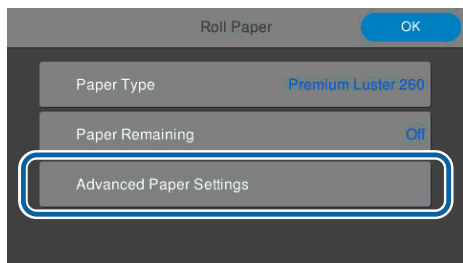 Roll Paper
OK
Paper Type Premium Luster 260
Paper Remaining Off
Advanced Paper Settings